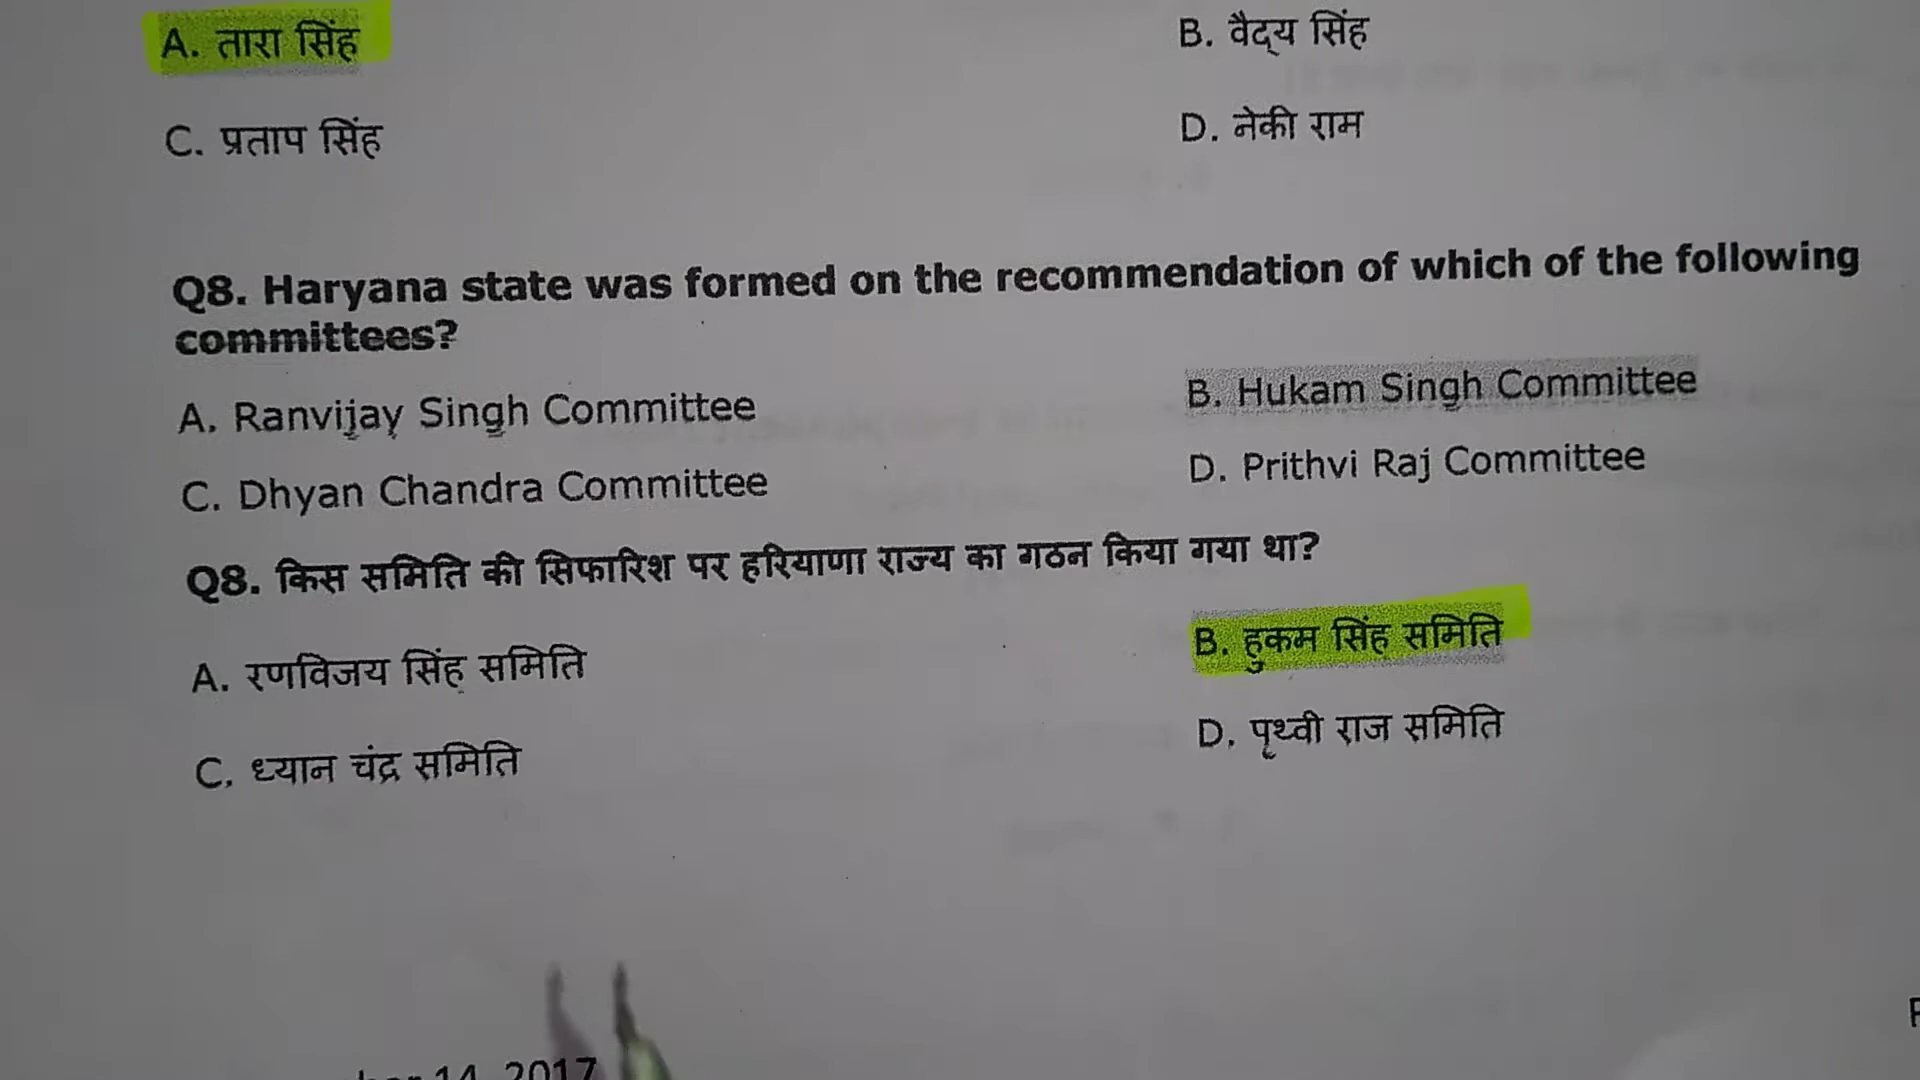 A. तारा सिंह
B. वैद्य सिंह
C. प्रताप सिंह
D. नेकी राम
Q8. Haryana state was formed on the recommendation of which of the following
committees?
A. Ranvijay Singh Committee
B. Hukam Singh Committee
C. Dhyan Chandra Committee
D. Prithvi Raj Committee
Q8. किस समिति की सिफारिश पर हरियाणा राज्य का गठन किया गया था?
A. रणविजय सिंह समिति
B. हुकम सिंह समिति
C. ध्यान चंद्र समिति
D. पृथ्वी राज समिति
14, 2017